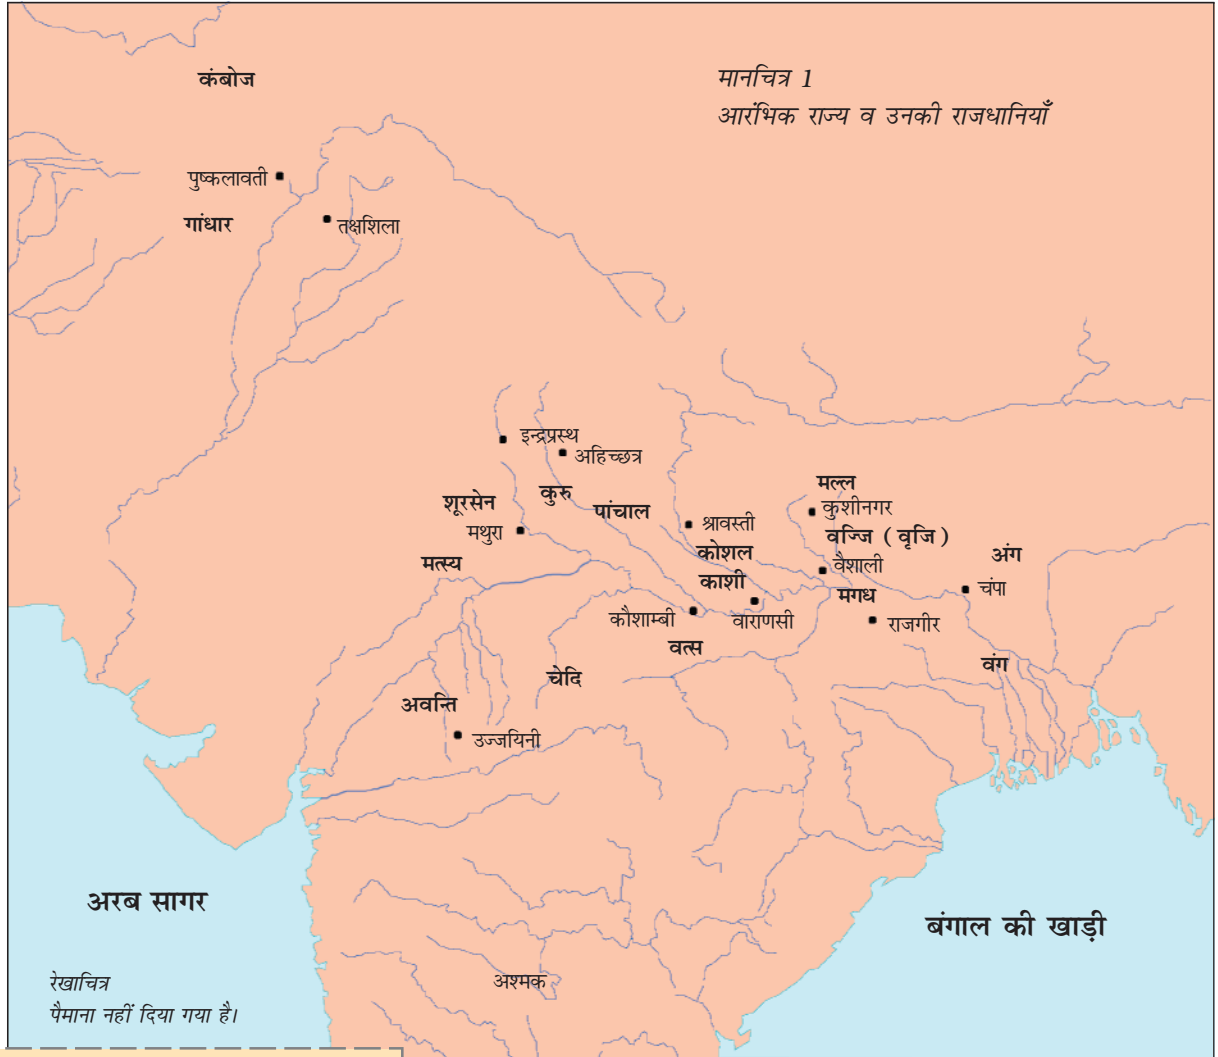 कंबोज
मानचित्र 1
आरंभिक राज्य व उनकी राजधानियाँ
पुष्कलावती
गांधार
तक्षशिला
इन्द्रप्रस्थ
अहिच्छत्र
कुरु
शूरसेन
मथुरा
पांचाल
मल्ल
कुशीनगर
श्रावस्ती
वज्जि (वृजि)
कोशल
वैशाली
अंग
मत्स्य
काशी
मगध
चंपा
कौशाम्बी
वाराणसी
राजगीर
वत्स
वंग
चेदि
अवन्ति
उज्जयिनी
अरब सागर
बंगाल की खाड़ी
अश्मक
रेखाचित्र
पैमाना नहीं दिया गया है।